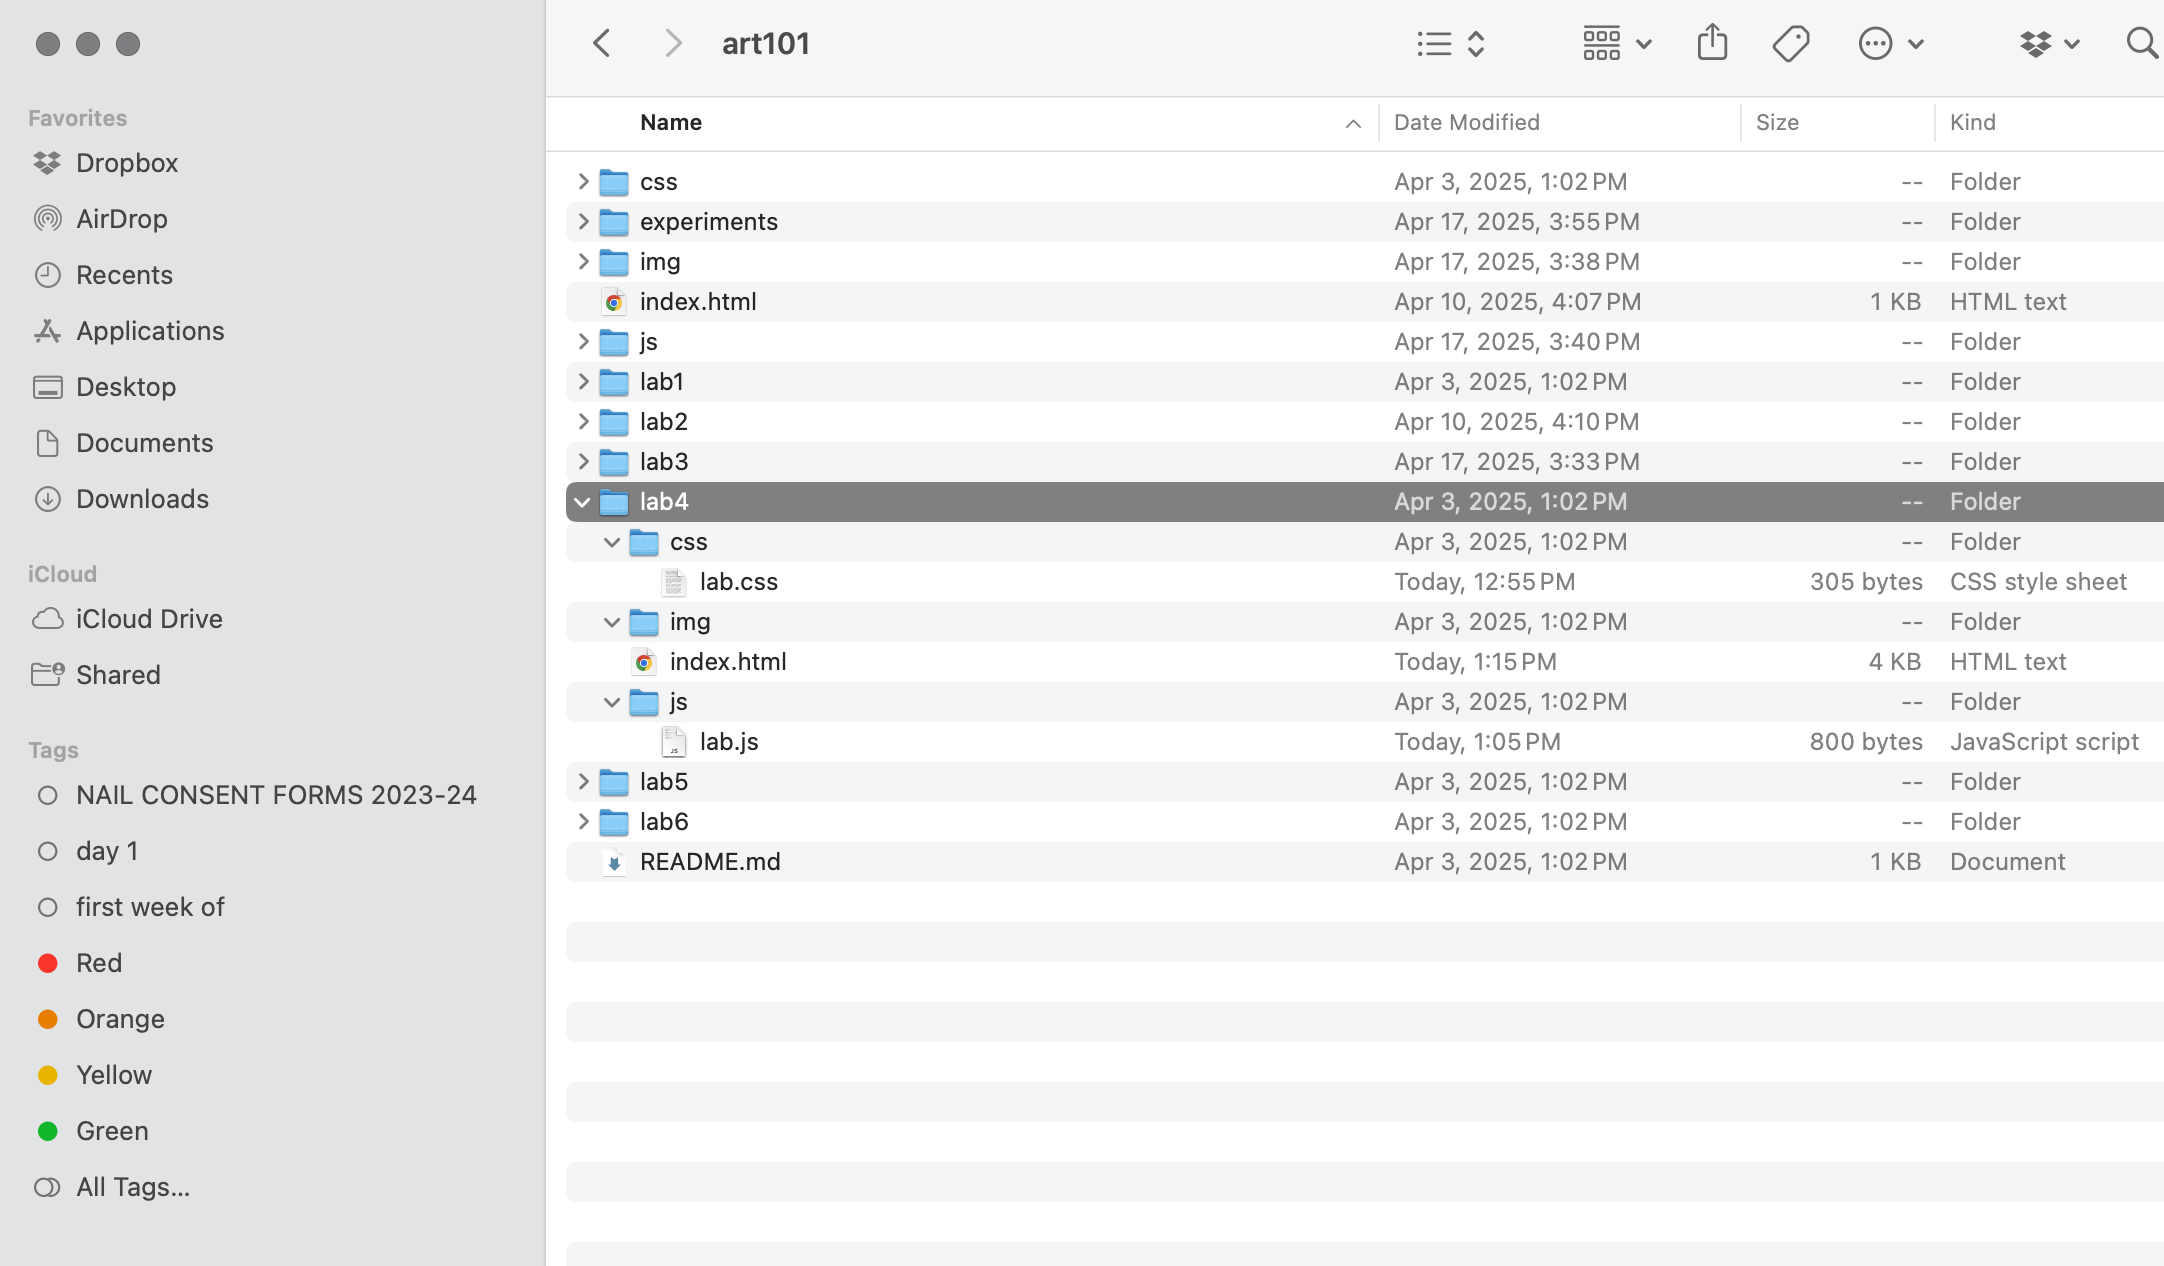 art101
Favorites
Dropbox
AirDrop
Recents
Applications
Desktop
Documents
Downloads
iCloud
iCloud Drive
Shared
Tags
NAIL CONSENT FORMS 2023-24
day 1
first week of
Red
Orange
Yellow
Green
All Tags...
Name Date Modified Size Kind
css Apr 3, 2025, 1:02 PM -- Folder
experiments Apr 17, 2025, 3:55 PM -- Folder
img Apr 17, 2025, 3:38 PM -- Folder
index.html Apr 10, 2025, 4:07 PM 1 KB HTML text
js Apr 17, 2025, 3:40 PM -- Folder
lab1 Apr 3, 2025, 1:02 PM -- Folder
lab2 Apr 10, 2025, 4:10 PM -- Folder
lab3 Apr 17, 2025, 3:33 PM -- Folder
lab4 Apr 3, 2025, 1:02 PM -- Folder
css Apr 3, 2025, 1:02 PM -- Folder
lab.css Today, 12:55 PM 305 bytes CSS style sheet
img Apr 3, 2025, 1:02 PM -- Folder
index.html Today, 1:15 PM 4 KB HTML text
js Apr 3, 2025, 1:02 PM -- Folder
JS lab.js Today, 1:05 PM 800 bytes JavaScript script
lab5 Apr 3, 2025, 1:02 PM -- Folder
lab6 Apr 3, 2025, 1:02 PM -- Folder
README.md Apr 3, 2025, 1:02 PM 1 KB Document